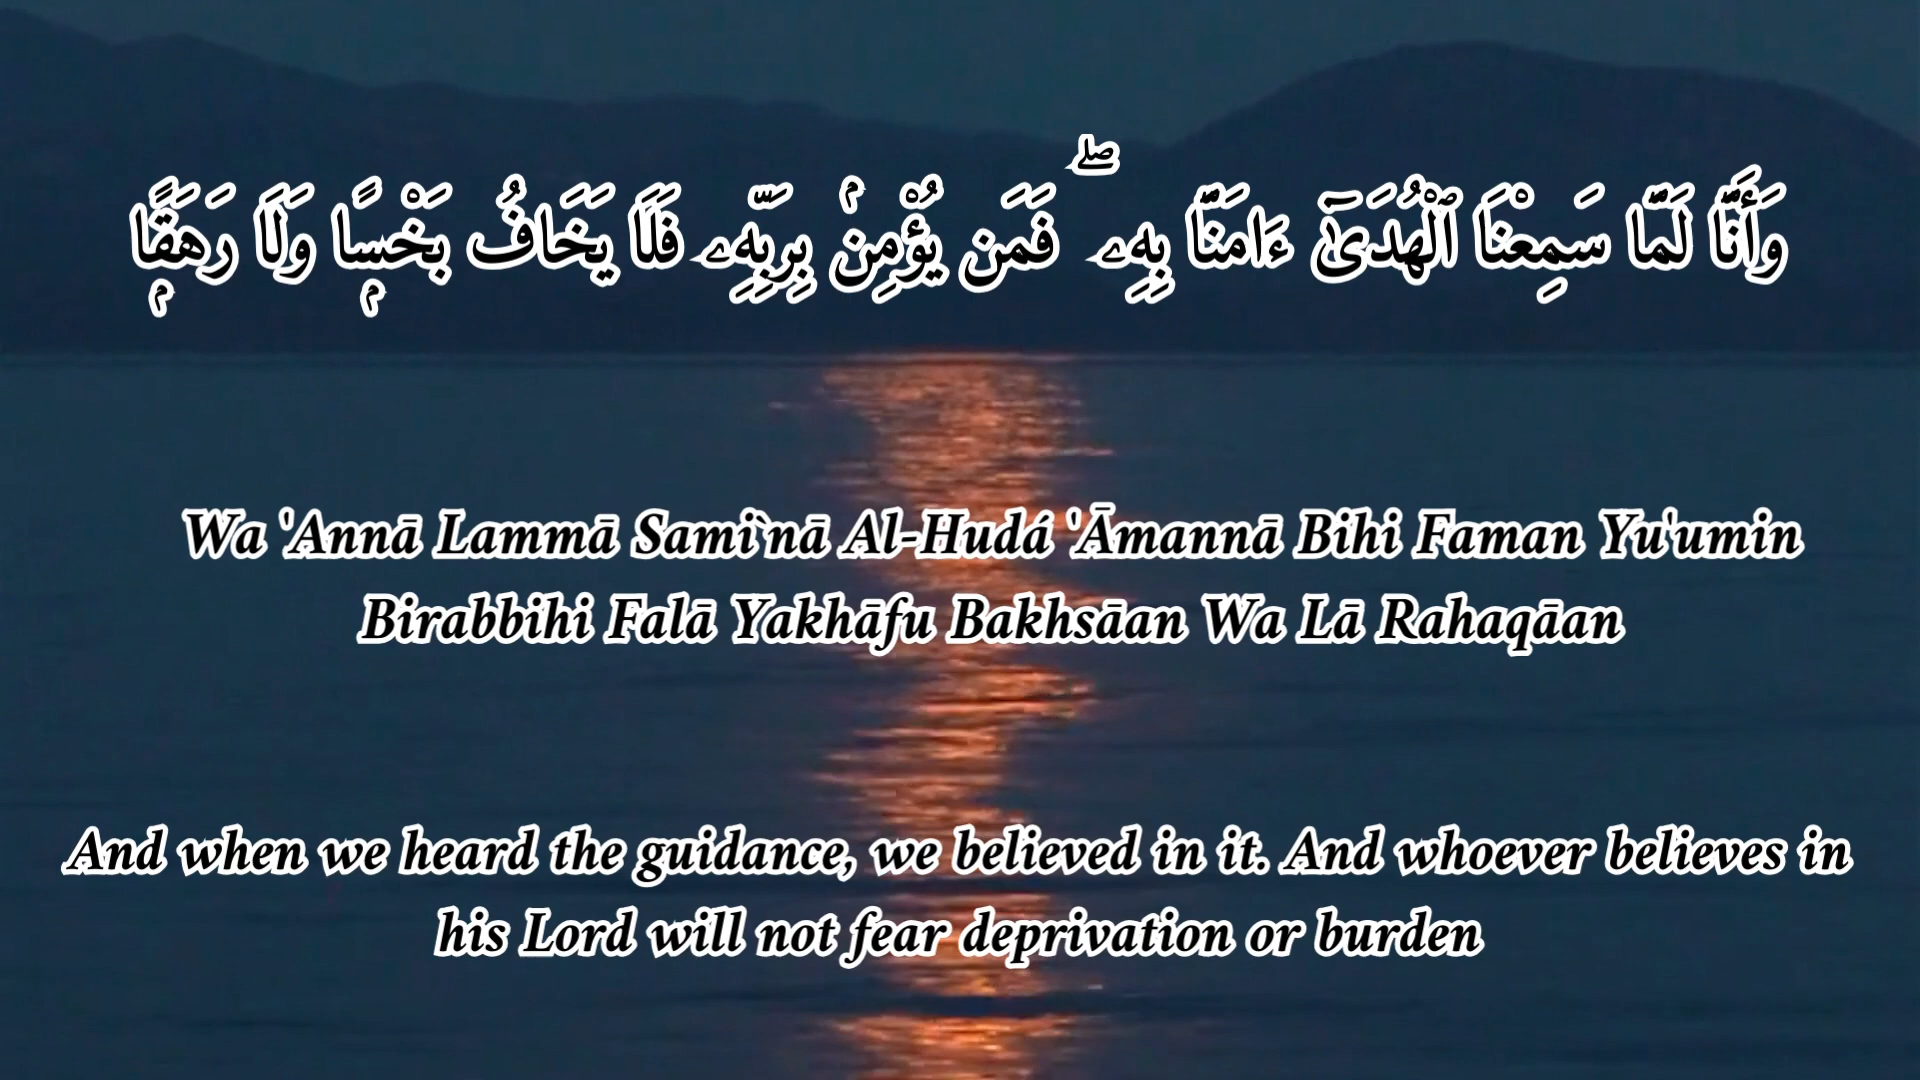 وَأَنَّا لَمَّا سَمِعْنَا ٱلْهُدَىٰٓ ءَامَنَّا بِهِۦ ۖ فَمَن يُؤْمِنۢ بِرَبِّهِۦ فَلَا يَخَافُ بَخْسًۭا وَلَا رَهَقًۭا
Wa 'Annā Lammā Sami`nā Al-Hudá 'Āmannā Bihi Faman Yu'umin
Birabbihi Falā Yakhāfu Bakhsāan Wa Lā Rahaqāan
And when we heard the guidance, we believed in it. And whoever believes in
his Lord will not fear deprivation or burden